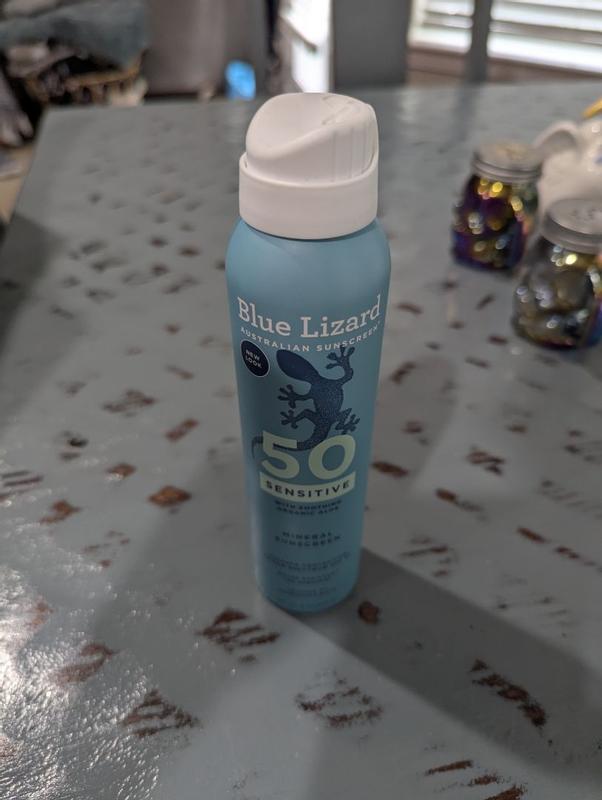 Blue Lizard
AUSTRALIAN SUNSCREEN
NEW
LOOK
50
SENSITIVE
WITH SOOTHING
ORGANIC ALOE
MINERAL
SUNSCREEN